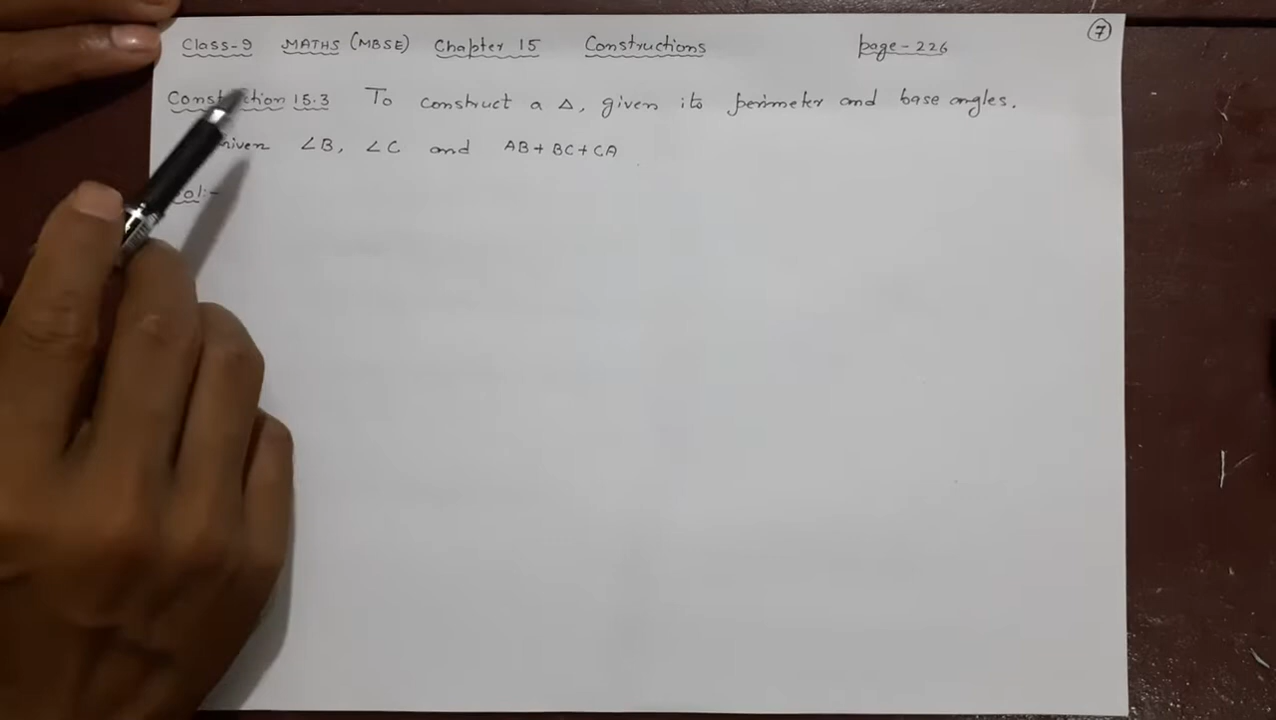 Class-9 MATHS (MBSE) Chapter 15 Constructions page-226 7
Construction 15.3 To construct a △, given its perimeter and base angles.
∠B, ∠C and AB+BC+CA